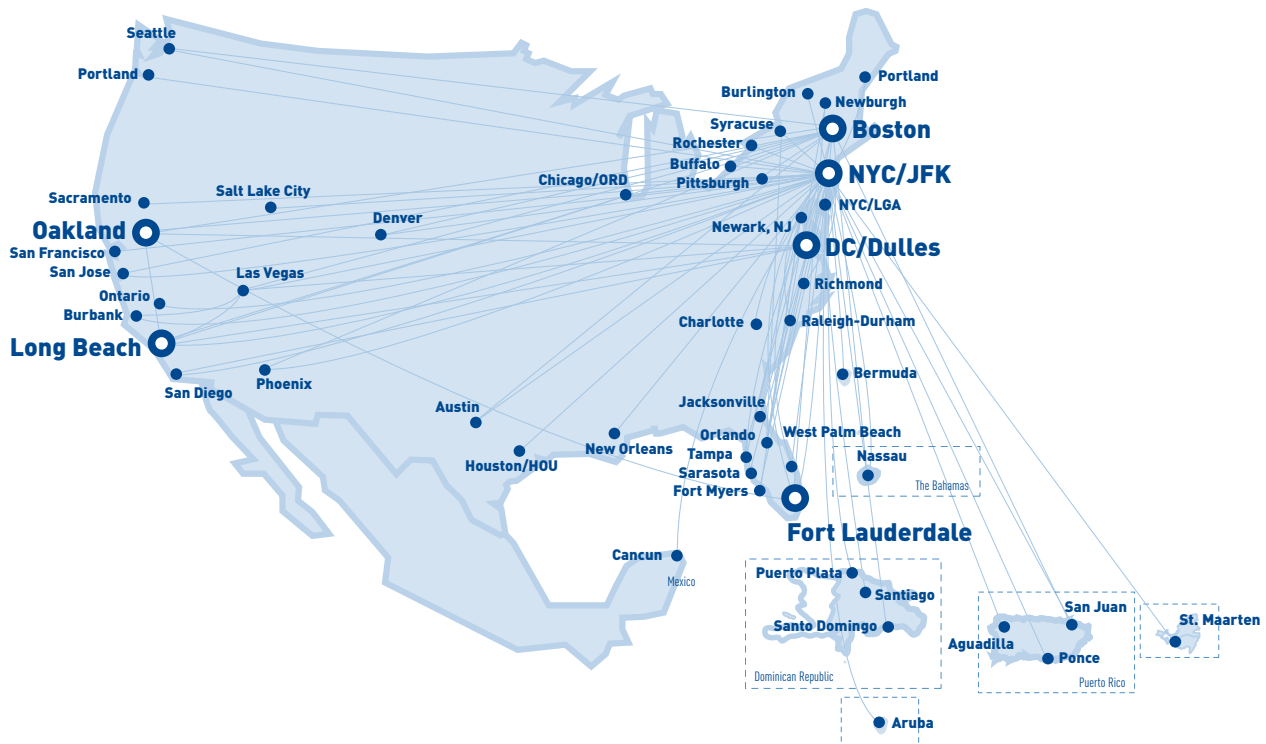 Seattle
Portland
Portland
Burlington
Newburgh
Syracuse
Boston
Rochester
Buffalo
Pittsburgh
NYC/JFK
Chicago/ORD
Salt Lake City
Sacramento
NYC/LGA
Denver
Newark, NJ
Oakland
DC/Dulles
San Francisco
San Jose
Las Vegas
Richmond
Ontario
Burbank
Charlotte
Raleigh-Durham
Long Beach
Bermuda
Phoenix
San Diego
Jacksonville
Austin
Orlando
West Palm Beach
New Orleans
Tampa
Nassau
Houston/HOU
Sarasota
The Bahamas
Fort Myers
Fort Lauderdale
Cancun
Mexico
Puerto Plata
Santiago
San Juan
St. Maarten
Santo Domingo
Aguadilla
Ponce
Dominican Republic
Puerto Rico
Aruba